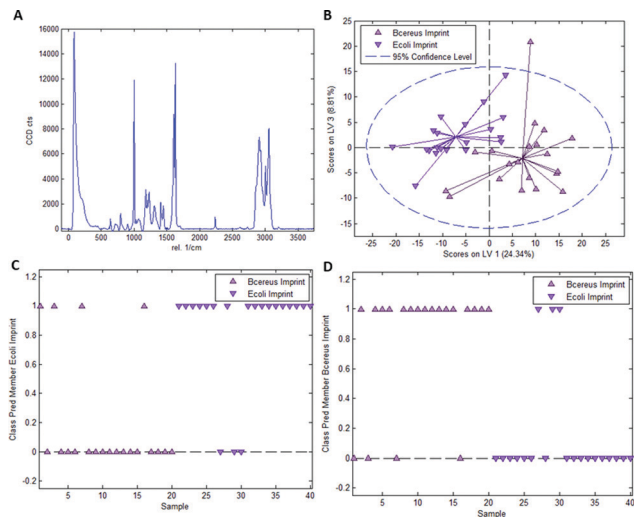 A
16000
14000
12000
10000
8000
6000
4000
2000
0
CCD cts
0 500 1000 1500 2000 2500 3000 3500
rel. 1/cm
B
25
20
15
10
5
0
-5
-10
-15
Scores on LV 3 (8.81%)
Bcereus Imprint
Ecoli Imprint
95% Confidence Level
-25 -20 -15 -10 -5 0 5 10 15 20 25
Scores on LV 1 (24.34%)
C
1.2
1
0.8
0.6
0.4
0.2
0
-0.2
Class Pred Member Ecoli Imprint
Bcereus Imprint
Ecoli Imprint
5 10 15 20 25 30 35 40
Sample
D
1.2
1
0.8
0.6
0.4
0.2
0
-0.2
Class Pred Member Bcereus Imprint
Bcereus Imprint
Ecoli Imprint
5 10 15 20 25 30 35 40
Sample